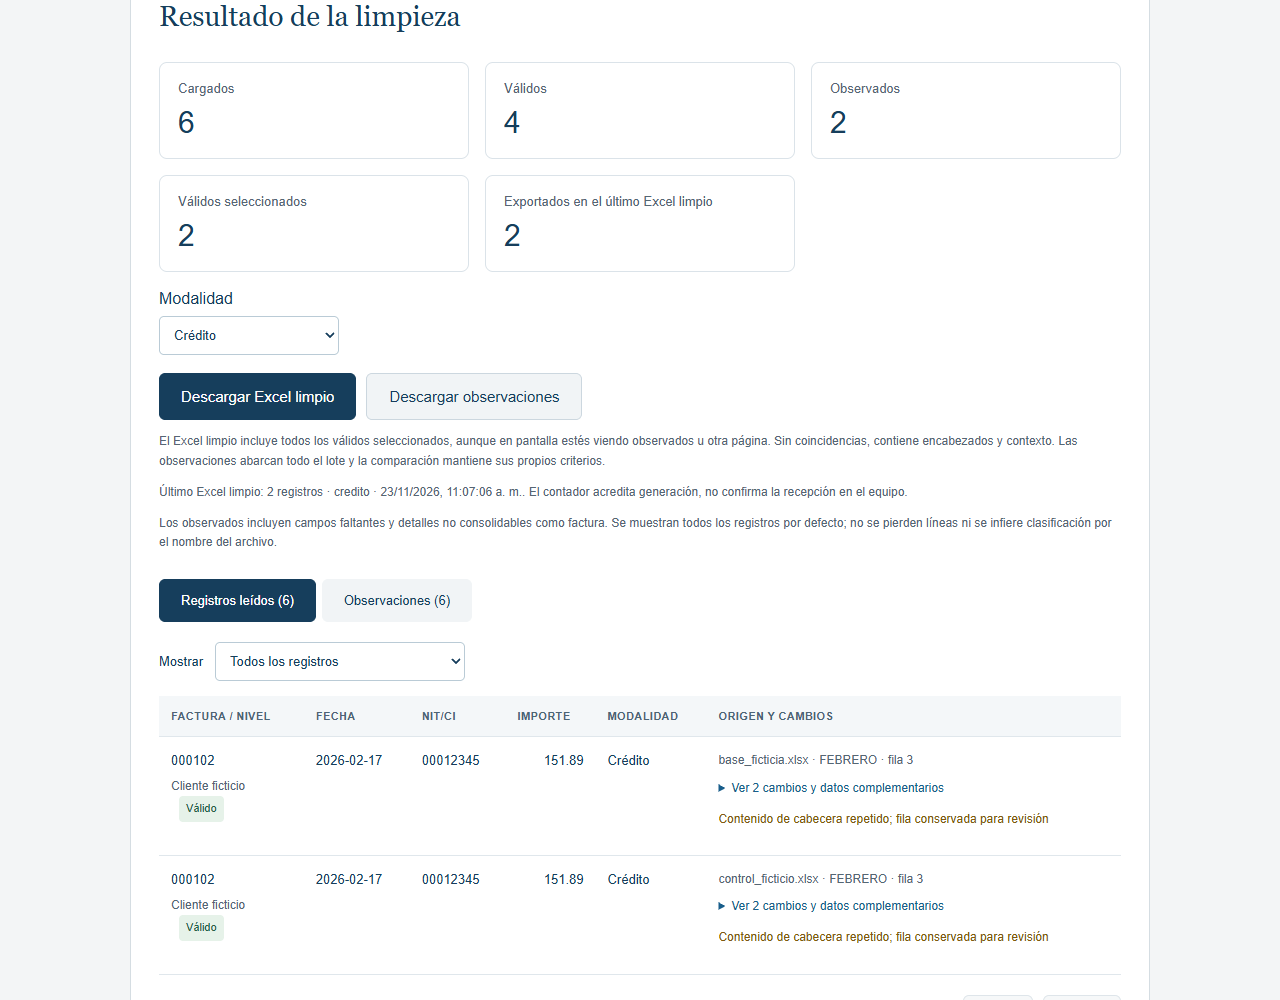 Resultado de la limpieza
Cargados
6
Válidos
4
Observados
2
Válidos seleccionados
2
Exportados en el último Excel limpio
2
Modalidad
Crédito
Descargar Excel limpio
Descargar observaciones
El Excel limpio incluye todos los válidos seleccionados, aunque en pantalla estés viendo observados u otra página. Sin coincidencias, contiene encabezados y contexto. Las
observaciones abarcan todo el lote y la comparación mantiene sus propios criterios.
Último Excel limpio: 2 registros · credito · 23/11/2026, 11:07:06 a. m.. El contador acredita generación, no confirma la recepción en el equipo.
Los observados incluyen campos faltantes y detalles no consolidables como factura. Se muestran todos los registros por defecto; no se pierden líneas ni se infiere clasificación por
el nombre del archivo.
Registros leídos (6)
Observaciones (6)
Mostrar
Todos los registros
FACTURA / NIVEL FECHA NIT/CI IMPORTE MODALIDAD ORIGEN Y CAMBIOS
000102 2026-02-17 00012345 151.89 Crédito base_ficticia.xlsx · FEBRERO · fila 3
Cliente ficticio Ver 2 cambios y datos complementarios
Válido
Contenido de cabecera repetido; fila conservada para revisión
000102 2026-02-17 00012345 151.89 Crédito control_ficticio.xlsx · FEBRERO · fila 3
Cliente ficticio Ver 2 cambios y datos complementarios
Válido
Contenido de cabecera repetido; fila conservada para revisión